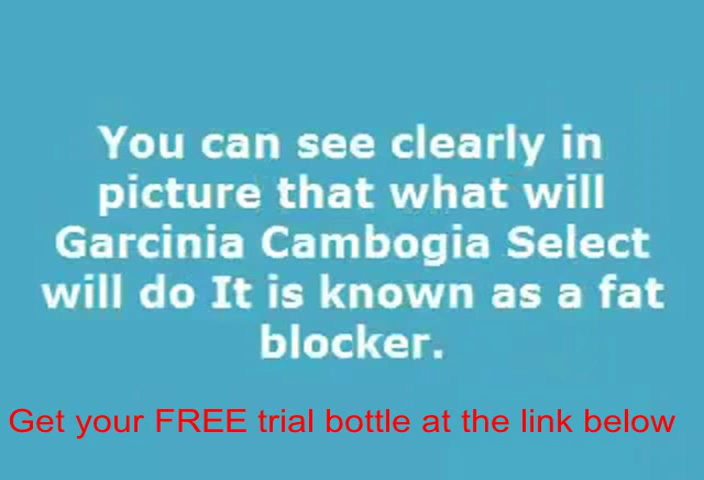 You can see clearly in
picture that what will
Garcinia Cambogia Select
will do It is known as a fat
blocker.
Get your FREE trial bottle at the link below